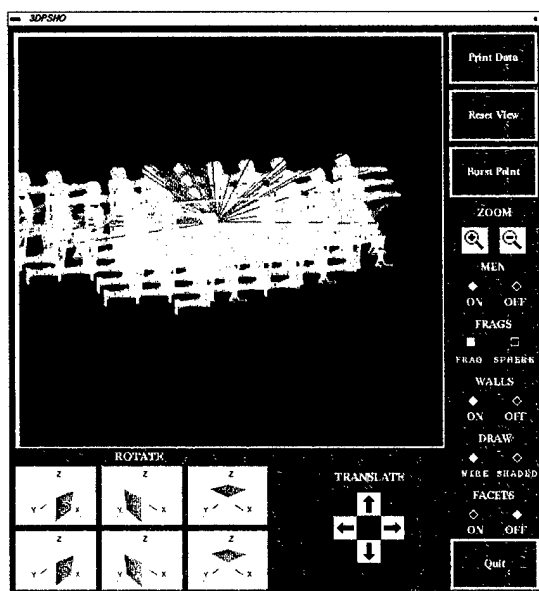 3DPSHO
Print Data
Reset View
Burst Point
ZOOM
MEN
ON OFF
FRAGS
FRAG SPHERE
WALLS
ON OFF
DRAW
WIRE SHADED
FACETS
ON OFF
Quit
ROTATE
Z Z Z
Y X Y X Y X
Z Z Z
Y X Y X Y X
TRANSLATE